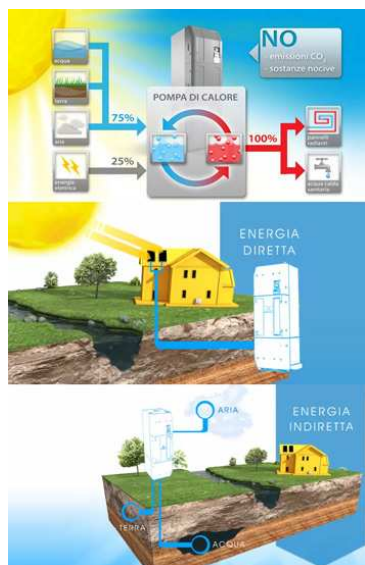 NO
- emissioni CO2
- sostanze nocive
acqua
terra
aria
energia
elettrica
75%
25%
POMPA DI CALORE
100%
pannelli
radianti
acqua calda
sanitaria
ENERGIA
DIRETTA
ARIA
ENERGIA
INDIRETTA
TERRA
ACQUA